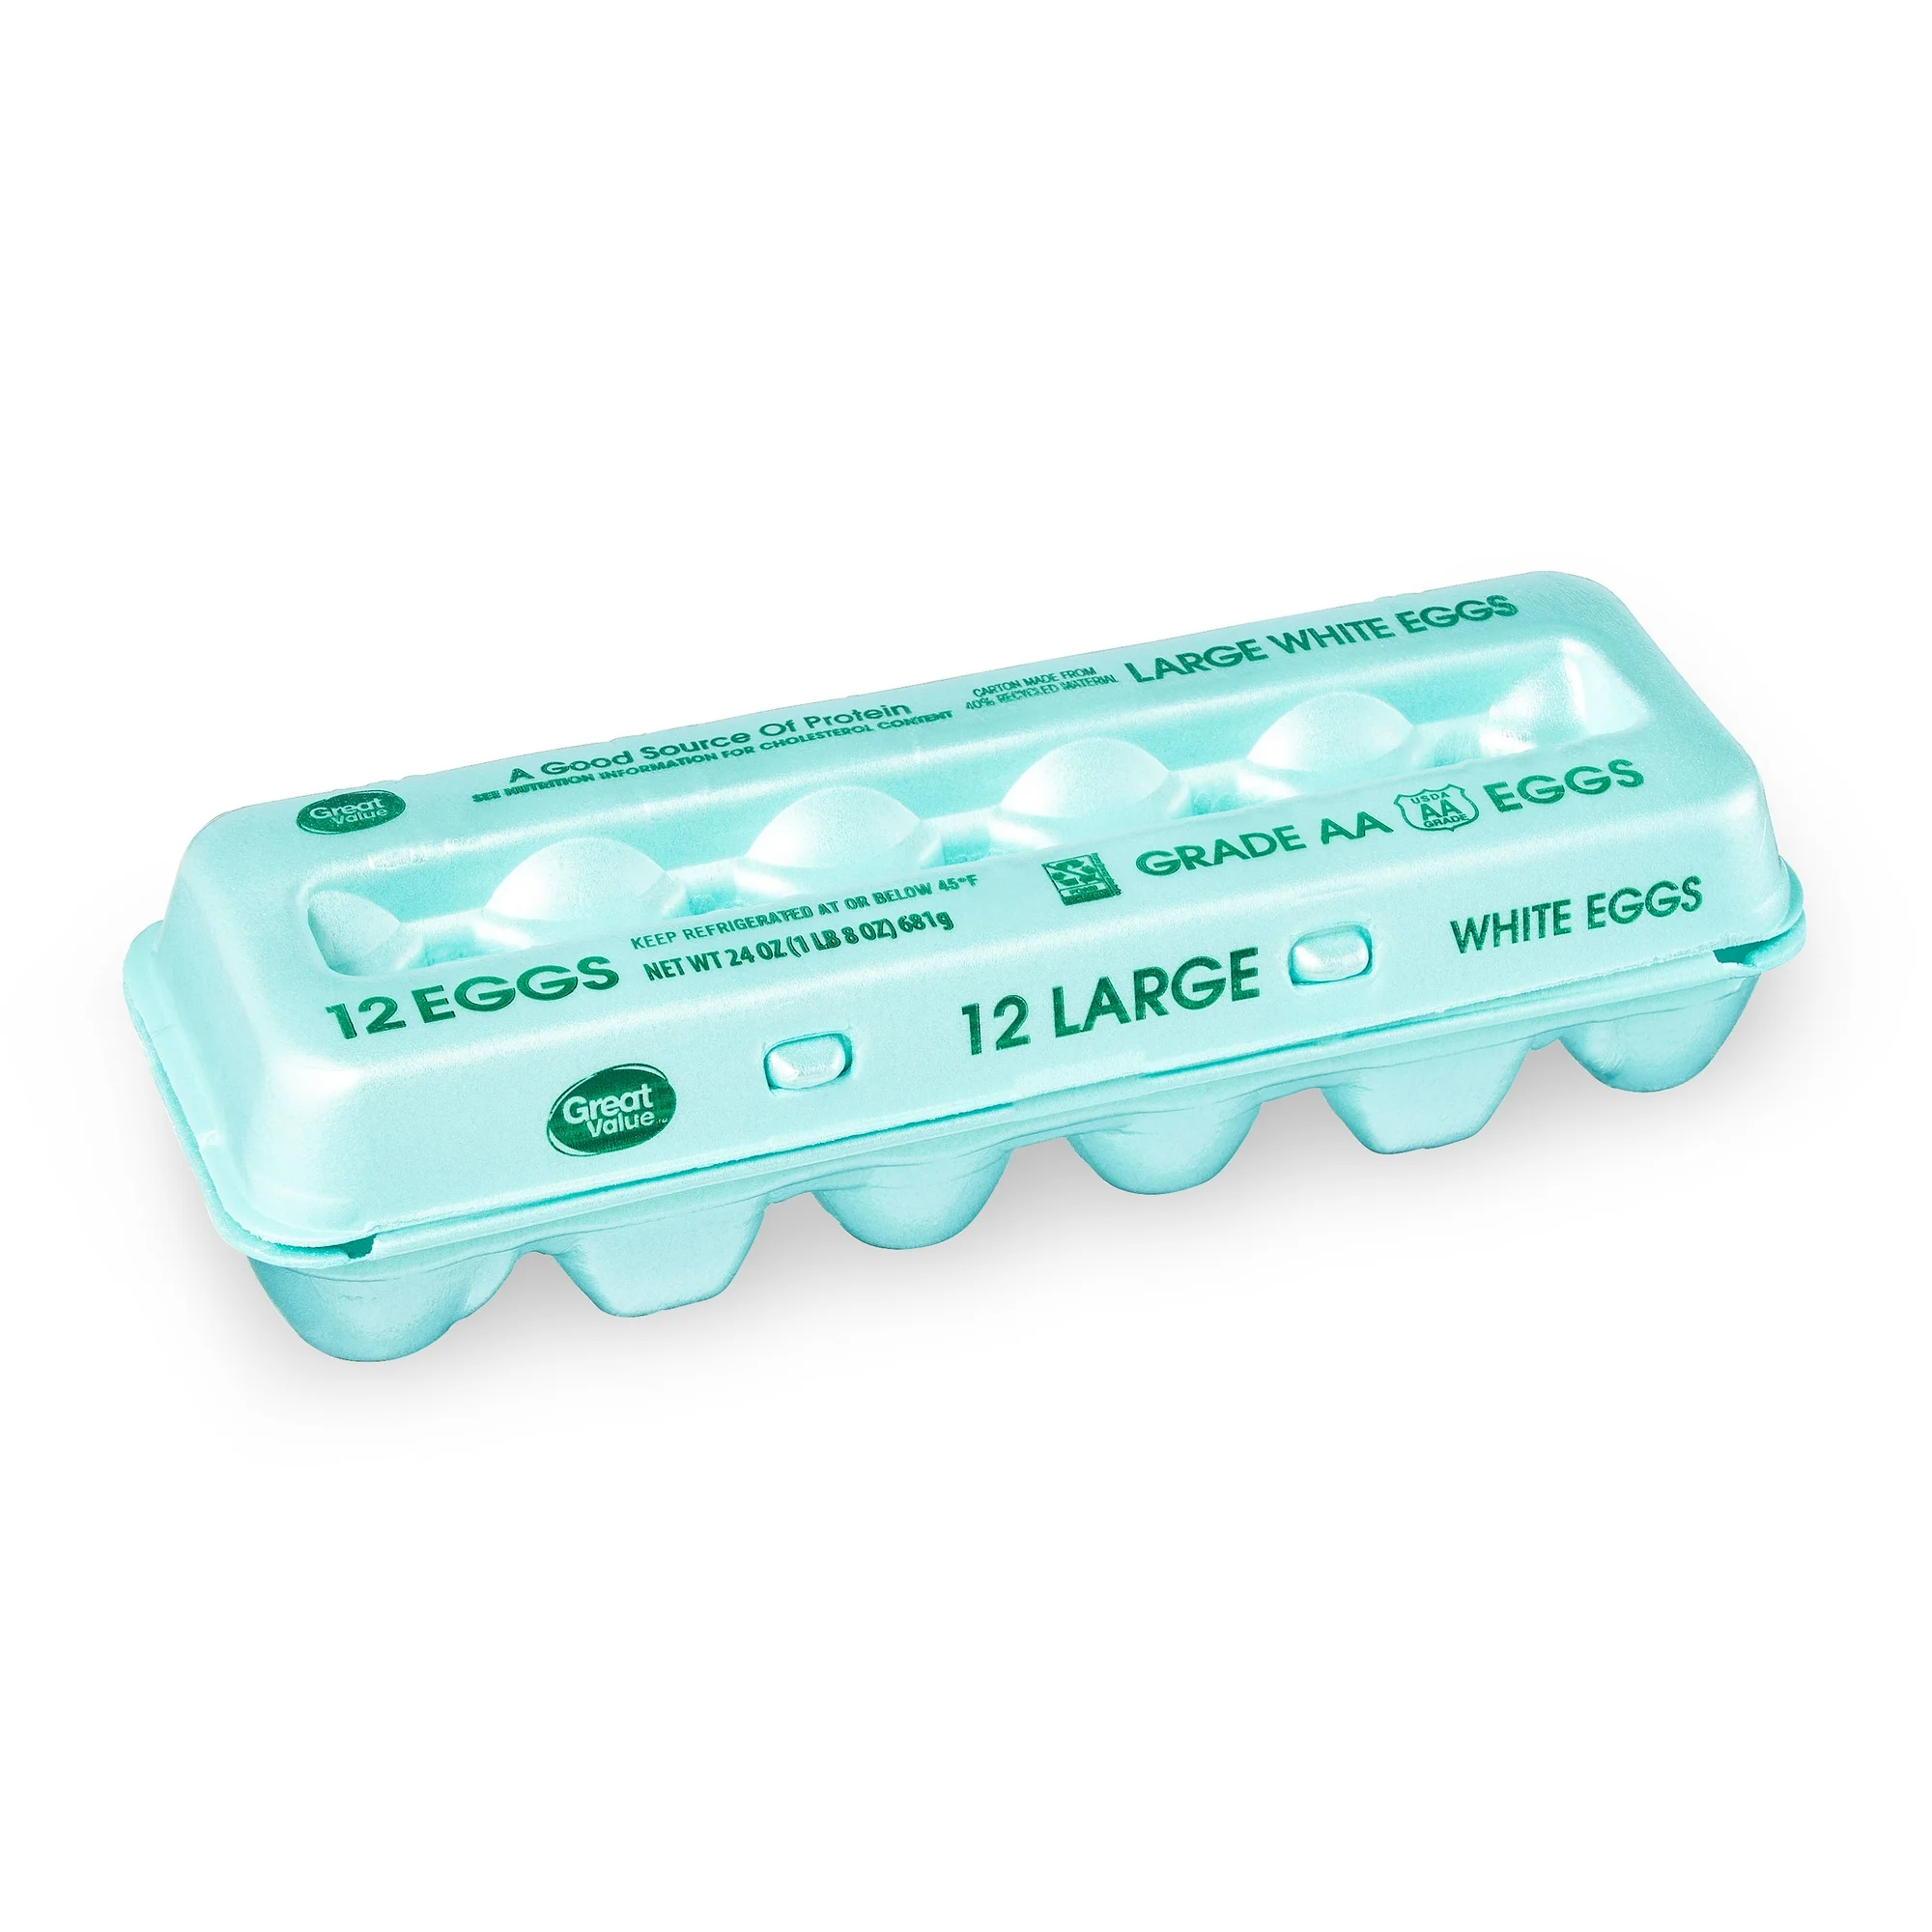 Great
Value
A Good Source Of Protein
SEE NUTRITION INFORMATION FOR CHOLESTEROL CONTENT
CARTON MADE FROM
40% RECYCLED MATERIAL
LARGE WHITE EGGS
12 EGGS
KEEP REFRIGERATED AT OR BELOW 45°F
NET WT 24 OZ (1 LB 8 OZ) 681g
GRADE AA
USDA
AA
GRADE
EGGS
Great
Value
12 LARGE
WHITE EGGS